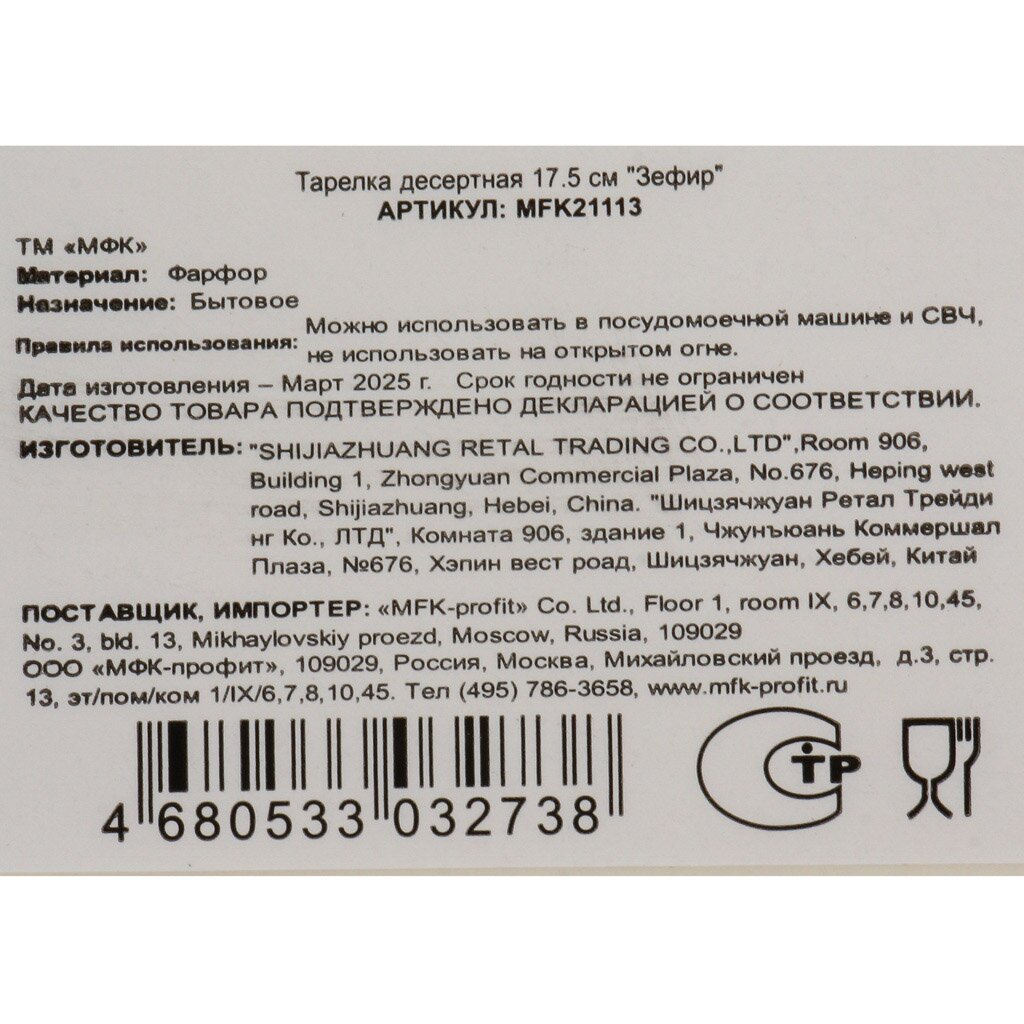 Тарелка десертная 17.5 см "Зефир"
АРТИКУЛ: MFK21113
ТМ «МФК»
Материал: Фарфор
Назначение: Бытовое
Правила использования: Можно использовать в посудомоечной машине и СВЧ,
не использовать на открытом огне.
Дата изготовления – Март 2025 г. Срок годности не ограничен
КАЧЕСТВО ТОВАРА ПОДТВЕРЖДЕНО ДЕКЛАРАЦИЕЙ О СООТВЕТСТВИИ.
ИЗГОТОВИТЕЛЬ: "SHIJIAZHUANG RETAL TRADING CO.,LTD",Room 906,
Building 1, Zhongyuan Commercial Plaza, No.676, Heping west
road, Shijiazhuang, Hebei, China. "Шицзячжуан Ретал Трейди
нг Ко., ЛТД", Комната 906, здание 1, Чжунъюань Коммершал
Плаза, №676, Хэпин вест роад, Шицзячжуан, Хебей, Китай
ПОСТАВЩИК, ИМПОРТЕР: «MFK-profit» Co. Ltd., Floor 1, room IX, 6,7,8,10,45,
No. 3, bld. 13, Mikhaylovskiy proezd, Moscow, Russia, 109029
ООО «МФК-профит», 109029, Россия, Москва, Михайловский проезд, д.3, стр.
13, эт/пом/ком 1/IX/6,7,8,10,45. Тел (495) 786-3658, www.mfk-profit.ru
4 680533 032738
СТР